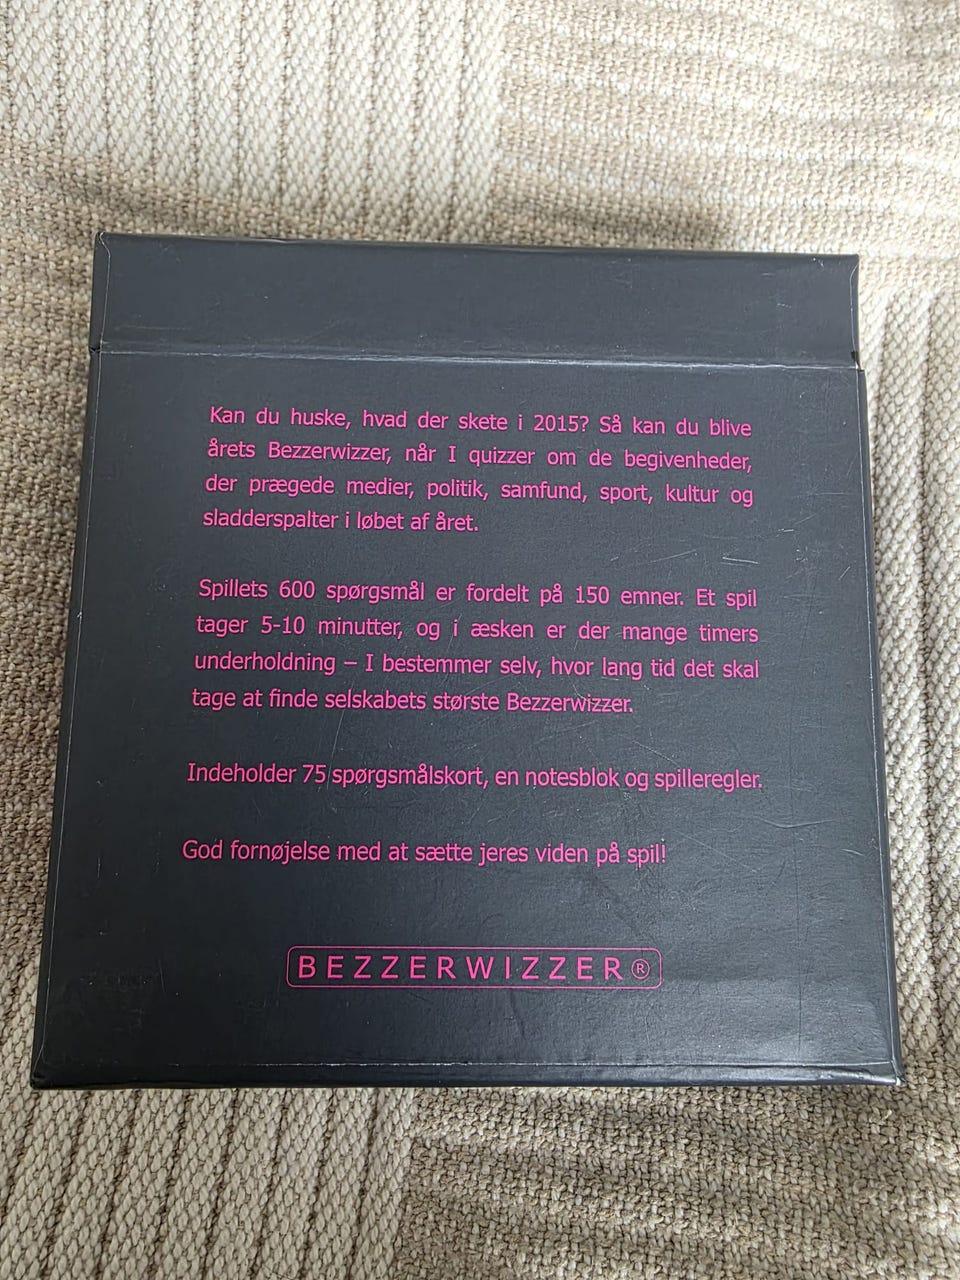 Kan du huske, hvad der skete i 2015? Så kan du blive
årets Bezzerwizzer, når I quizzer om de begivenheder,
der prægede medier, politik, samfund, sport, kultur og
sladderspalter i løbet af året.
Spillets 600 spørgsmål er fordelt på 150 emner. Et spil
tager 5-10 minutter, og i æsken er der mange timers
underholdning – I bestemmer selv, hvor lang tid det skal
tage at finde selskabets største Bezzerwizzer.
Indeholder 75 spørgsmålskort, en notesblok og spilleregler.
God fornøjelse med at sætte jeres viden på spil!
BEZZERWIZZER®